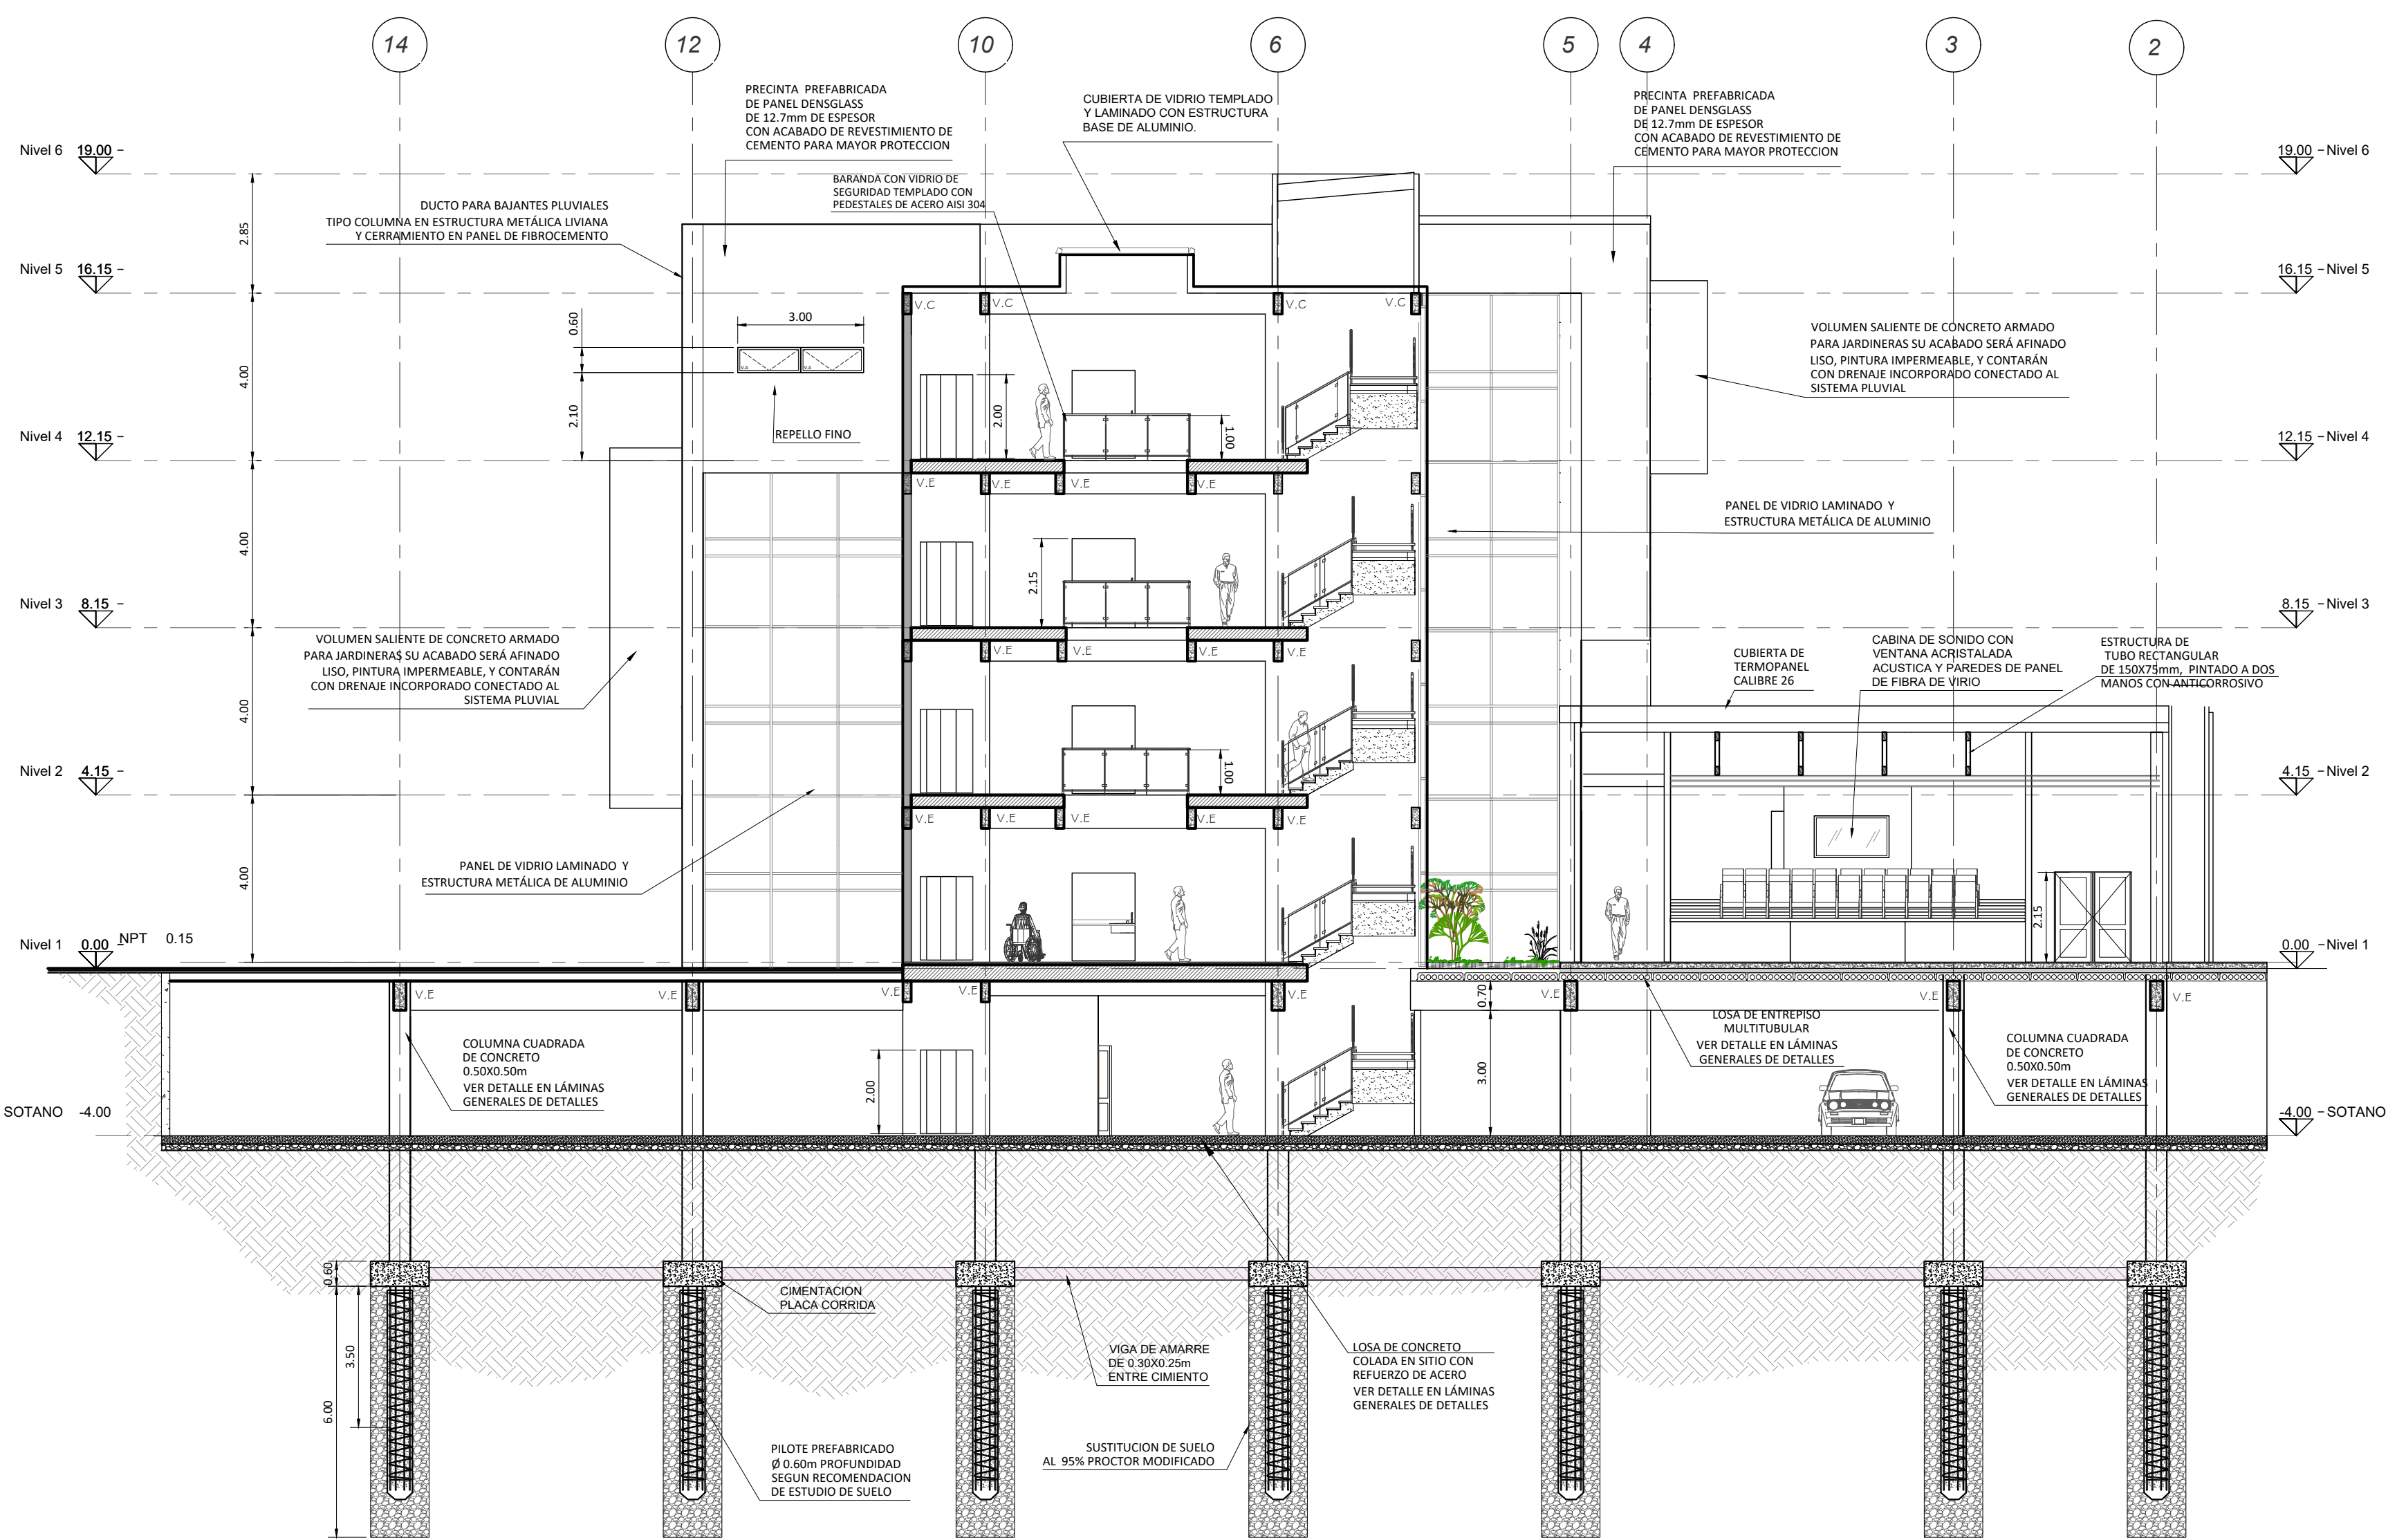 14
12
10
6
5
4
3
2
PRECINTA PREFABRICADA
DE PANEL DENSGLASS
DE 12.7mm DE ESPESOR
CON ACABADO DE REVESTIMIENTO DE
CEMENTO PARA MAYOR PROTECCION
CUBIERTA DE VIDRIO TEMPLADO
Y LAMINADO CON ESTRUCTURA
BASE DE ALUMINIO.
PRECINTA PREFABRICADA
DE PANEL DENSGLASS
DE 12.7mm DE ESPESOR
CON ACABADO DE REVESTIMIENTO DE
CEMENTO PARA MAYOR PROTECCION
Nivel 6 19.00
19.00 Nivel 6
BARANDA CON VIDRIO DE
SEGURIDAD TEMPLADO CON
PEDESTALES DE ACERO AISI 304
DUCTO PARA BAJANTES PLUVIALES
TIPO COLUMNA EN ESTRUCTURA METÁLICA LIVIANA
Y CERRAMIENTO EN PANEL DE FIBROCEMENTO
2.85
Nivel 5 16.15
16.15 Nivel 5
V.C
V.C
V.C
V.C
3.00
0.60
V.A
V.A
VOLUMEN SALIENTE DE CONCRETO ARMADO
PARA JARDINERAS SU ACABADO SERÁ AFINADO
LISO, PINTURA IMPERMEABLE, Y CONTARÁN
CON DRENAJE INCORPORADO CONECTADO AL
SISTEMA PLUVIAL
4.00
2.10
2.00
1.00
REPELLO FINO
Nivel 4 12.15
12.15 Nivel 4
V.E
V.E
V.E
V.E
V.E
PANEL DE VIDRIO LAMINADO Y
ESTRUCTURA METÁLICA DE ALUMINIO
4.00
2.15
Nivel 3 8.15
8.15 Nivel 3
V.E
V.E
V.E
V.E
V.E
VOLUMEN SALIENTE DE CONCRETO ARMADO
PARA JARDINERAS SU ACABADO SERÁ AFINADO
LISO, PINTURA IMPERMEABLE, Y CONTARÁN
CON DRENAJE INCORPORADO CONECTADO AL
SISTEMA PLUVIAL
CUBIERTA DE
TERMOPANEL
CALIBRE 26
CABINA DE SONIDO CON
VENTANA ACRISTALADA
ACUSTICA Y PAREDES DE PANEL
DE FIBRA DE VIRIO
ESTRUCTURA DE
TUBO RECTANGULAR
DE 150X75mm, PINTADO A DOS
MANOS CON ANTICORROSIVO
4.00
1.00
Nivel 2 4.15
4.15 Nivel 2
V.E
V.E
V.E
V.E
V.E
PANEL DE VIDRIO LAMINADO Y
ESTRUCTURA METÁLICA DE ALUMINIO
4.00
2.15
Nivel 1 0.00 NPT 0.15
0.00 Nivel 1
V.E
V.E
V.E
V.E
V.E
0.70
V.E
V.E
V.E
LOSA DE ENTREPISO
MULTITUBULAR
VER DETALLE EN LÁMINAS
GENERALES DE DETALLES
COLUMNA CUADRADA
DE CONCRETO
0.50X0.50m
VER DETALLE EN LÁMINAS
GENERALES DE DETALLES
COLUMNA CUADRADA
DE CONCRETO
0.50X0.50m
VER DETALLE EN LÁMINAS
GENERALES DE DETALLES
2.00
3.00
SOTANO -4.00
-4.00 SOTANO
0.60
CIMENTACION
PLACA CORRIDA
3.50
6.00
VIGA DE AMARRE
DE 0.30X0.25m
ENTRE CIMIENTO
LOSA DE CONCRETO
COLADA EN SITIO CON
REFUERZO DE ACERO
VER DETALLE EN LÁMINAS
GENERALES DE DETALLES
PILOTE PREFABRICADO
Ø 0.60m PROFUNDIDAD
SEGUN RECOMENDACION
DE ESTUDIO DE SUELO
SUSTITUCION DE SUELO
AL 95% PROCTOR MODIFICADO